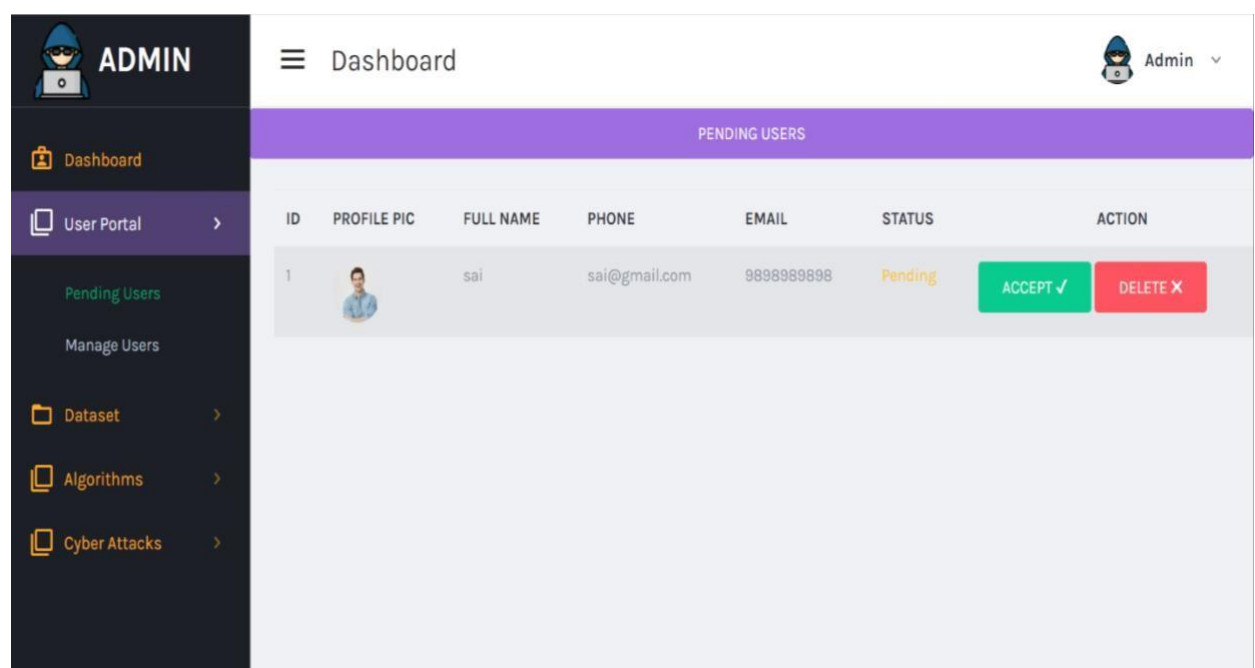 ADMIN
Dashboard
Admin
PENDING USERS
Dashboard
User Portal
Pending Users
Manage Users
Dataset
Algorithms
Cyber Attacks
ID PROFILE PIC FULL NAME PHONE EMAIL STATUS ACTION
1 sai sai@gmail.com 9898989898 Pending ACCEPT ✓ DELETE ✕